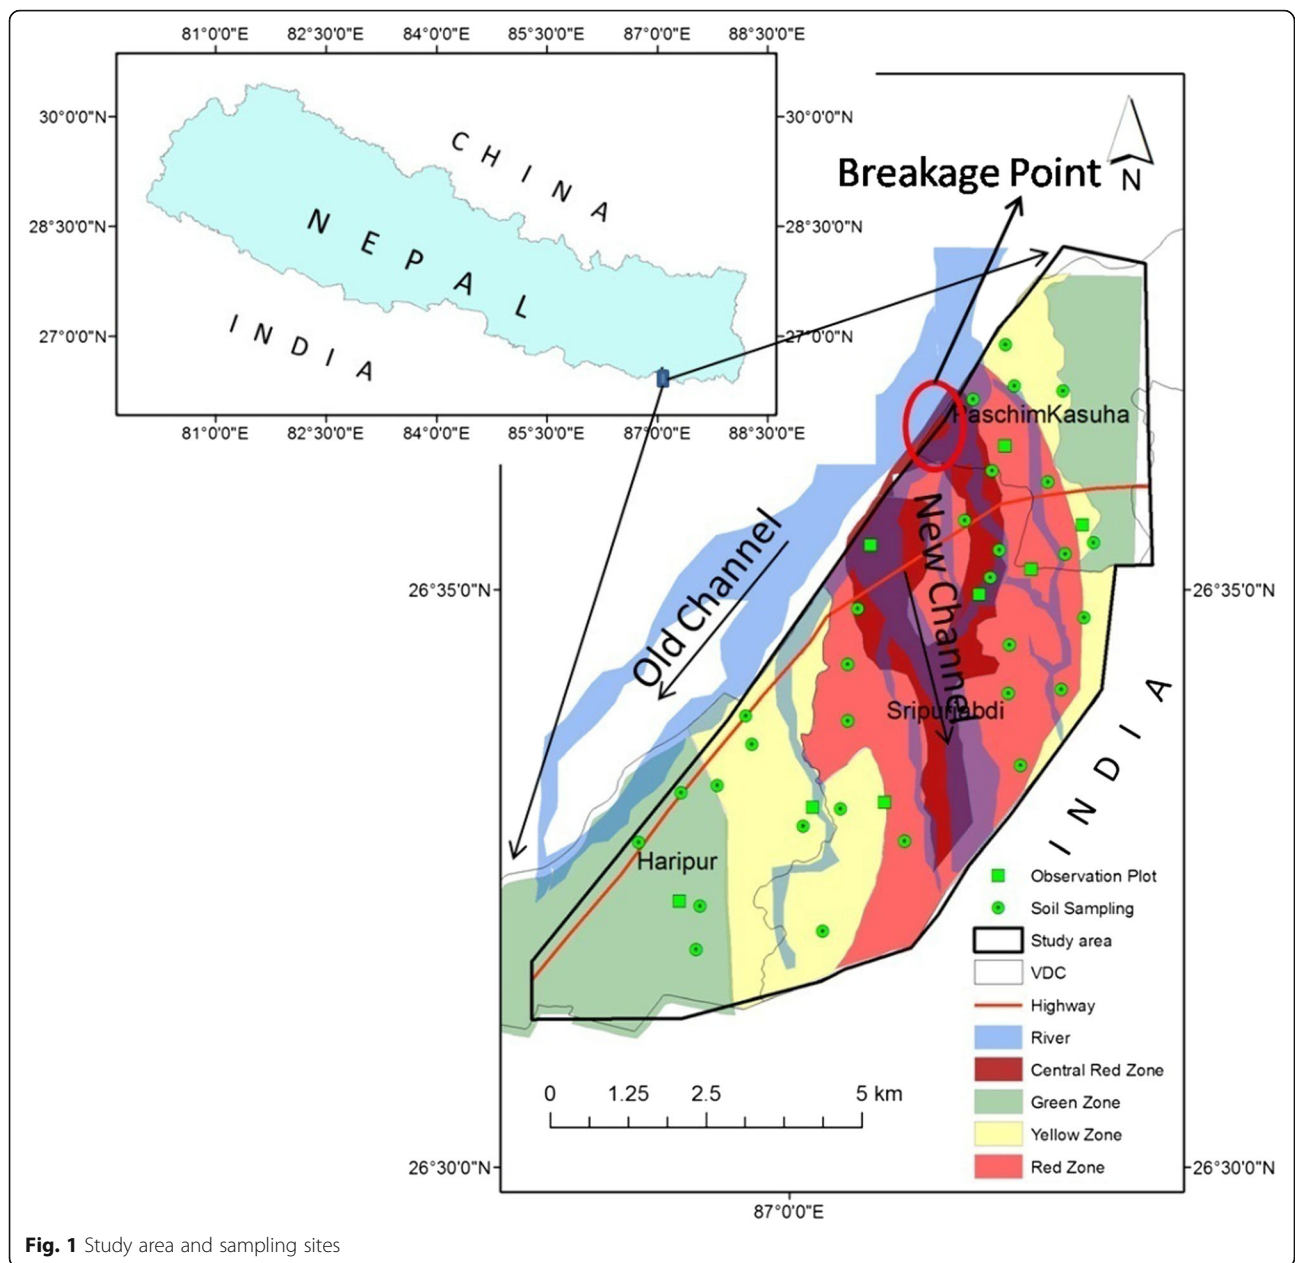 81°0'0"E 82°30'0"E 84°0'0"E 85°30'0"E 87°0'0"E 88°30'0"E
30°0'0"N 30°0'0"N
CHINA
Breakage Point
N
28°30'0"N 28°30'0"N
NEPAL
27°0'0"N 27°0'0"N
INDIA
81°0'0"E 82°30'0"E 84°0'0"E 85°30'0"E 87°0'0"E 88°30'0"E
PaschimKasuha
New Channel
Old Channel
26°35'0"N 26°35'0"N
Sripurjabdi
INDIA
Haripur
Observation Plot
Soil Sampling
Study area
VDC
Highway
River
Central Red Zone
Green Zone
Yellow Zone
Red Zone
0 1.25 2.5 5 km
26°30'0"N 26°30'0"N
87°0'0"E
Fig. 1 Study area and sampling sites